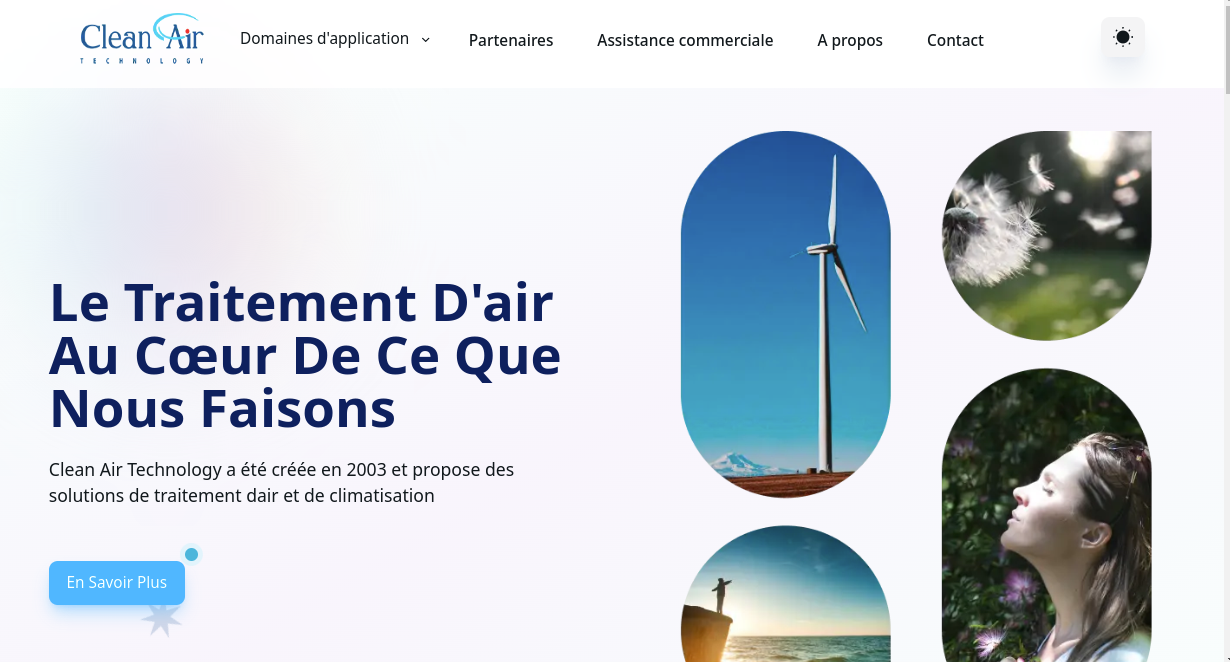 Clean Air
TECHNOLOGY
Domaines d'application
Partenaires
Assistance commerciale
A propos
Contact
Le Traitement D'air
Au Cœur De Ce Que
Nous Faisons
Clean Air Technology a été créée en 2003 et propose des
solutions de traitement dair et de climatisation
En Savoir Plus